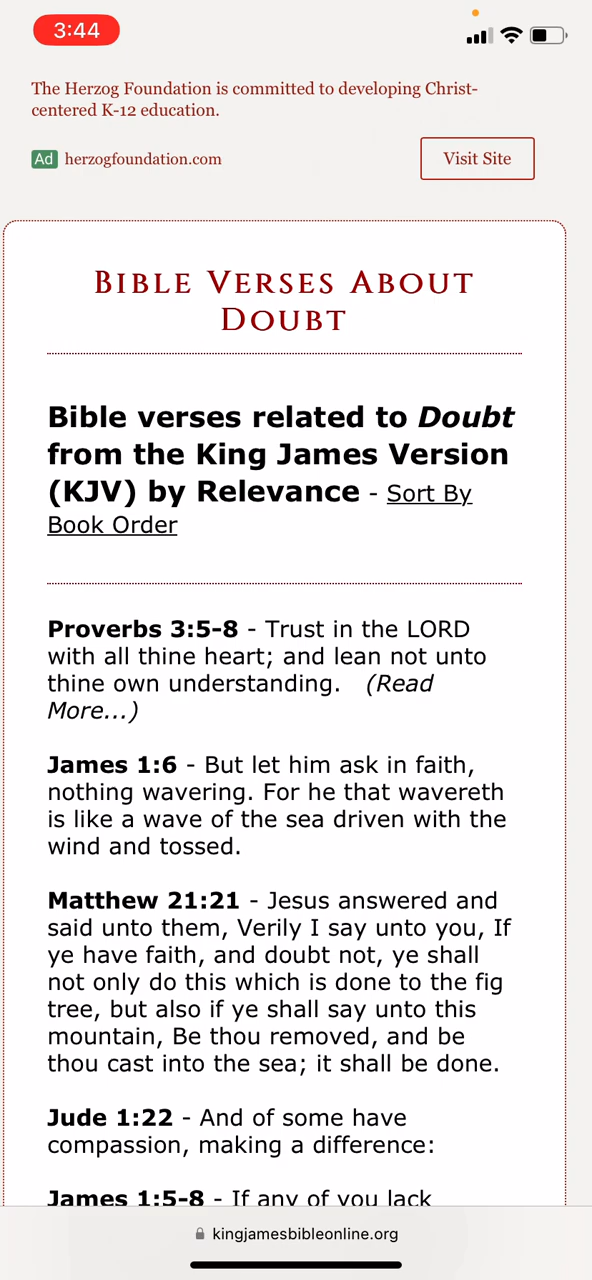 3:44
The Herzog Foundation is committed to developing Christ-
centered K-12 education.
Ad herzogfoundation.com
Visit Site
Bible Verses About
Doubt
Bible verses related to Doubt
from the King James Version
(KJV) by Relevance - Sort By
Book Order
Proverbs 3:5-8 - Trust in the LORD
with all thine heart; and lean not unto
thine own understanding. (Read
More...)
James 1:6 - But let him ask in faith,
nothing wavering. For he that wavereth
is like a wave of the sea driven with the
wind and tossed.
Matthew 21:21 - Jesus answered and
said unto them, Verily I say unto you, If
ye have faith, and doubt not, ye shall
not only do this which is done to the fig
tree, but also if ye shall say unto this
mountain, Be thou removed, and be
thou cast into the sea; it shall be done.
Jude 1:22 - And of some have
compassion, making a difference:
James 1:5-8 - If any of you lack
kingjamesbibleonline.org